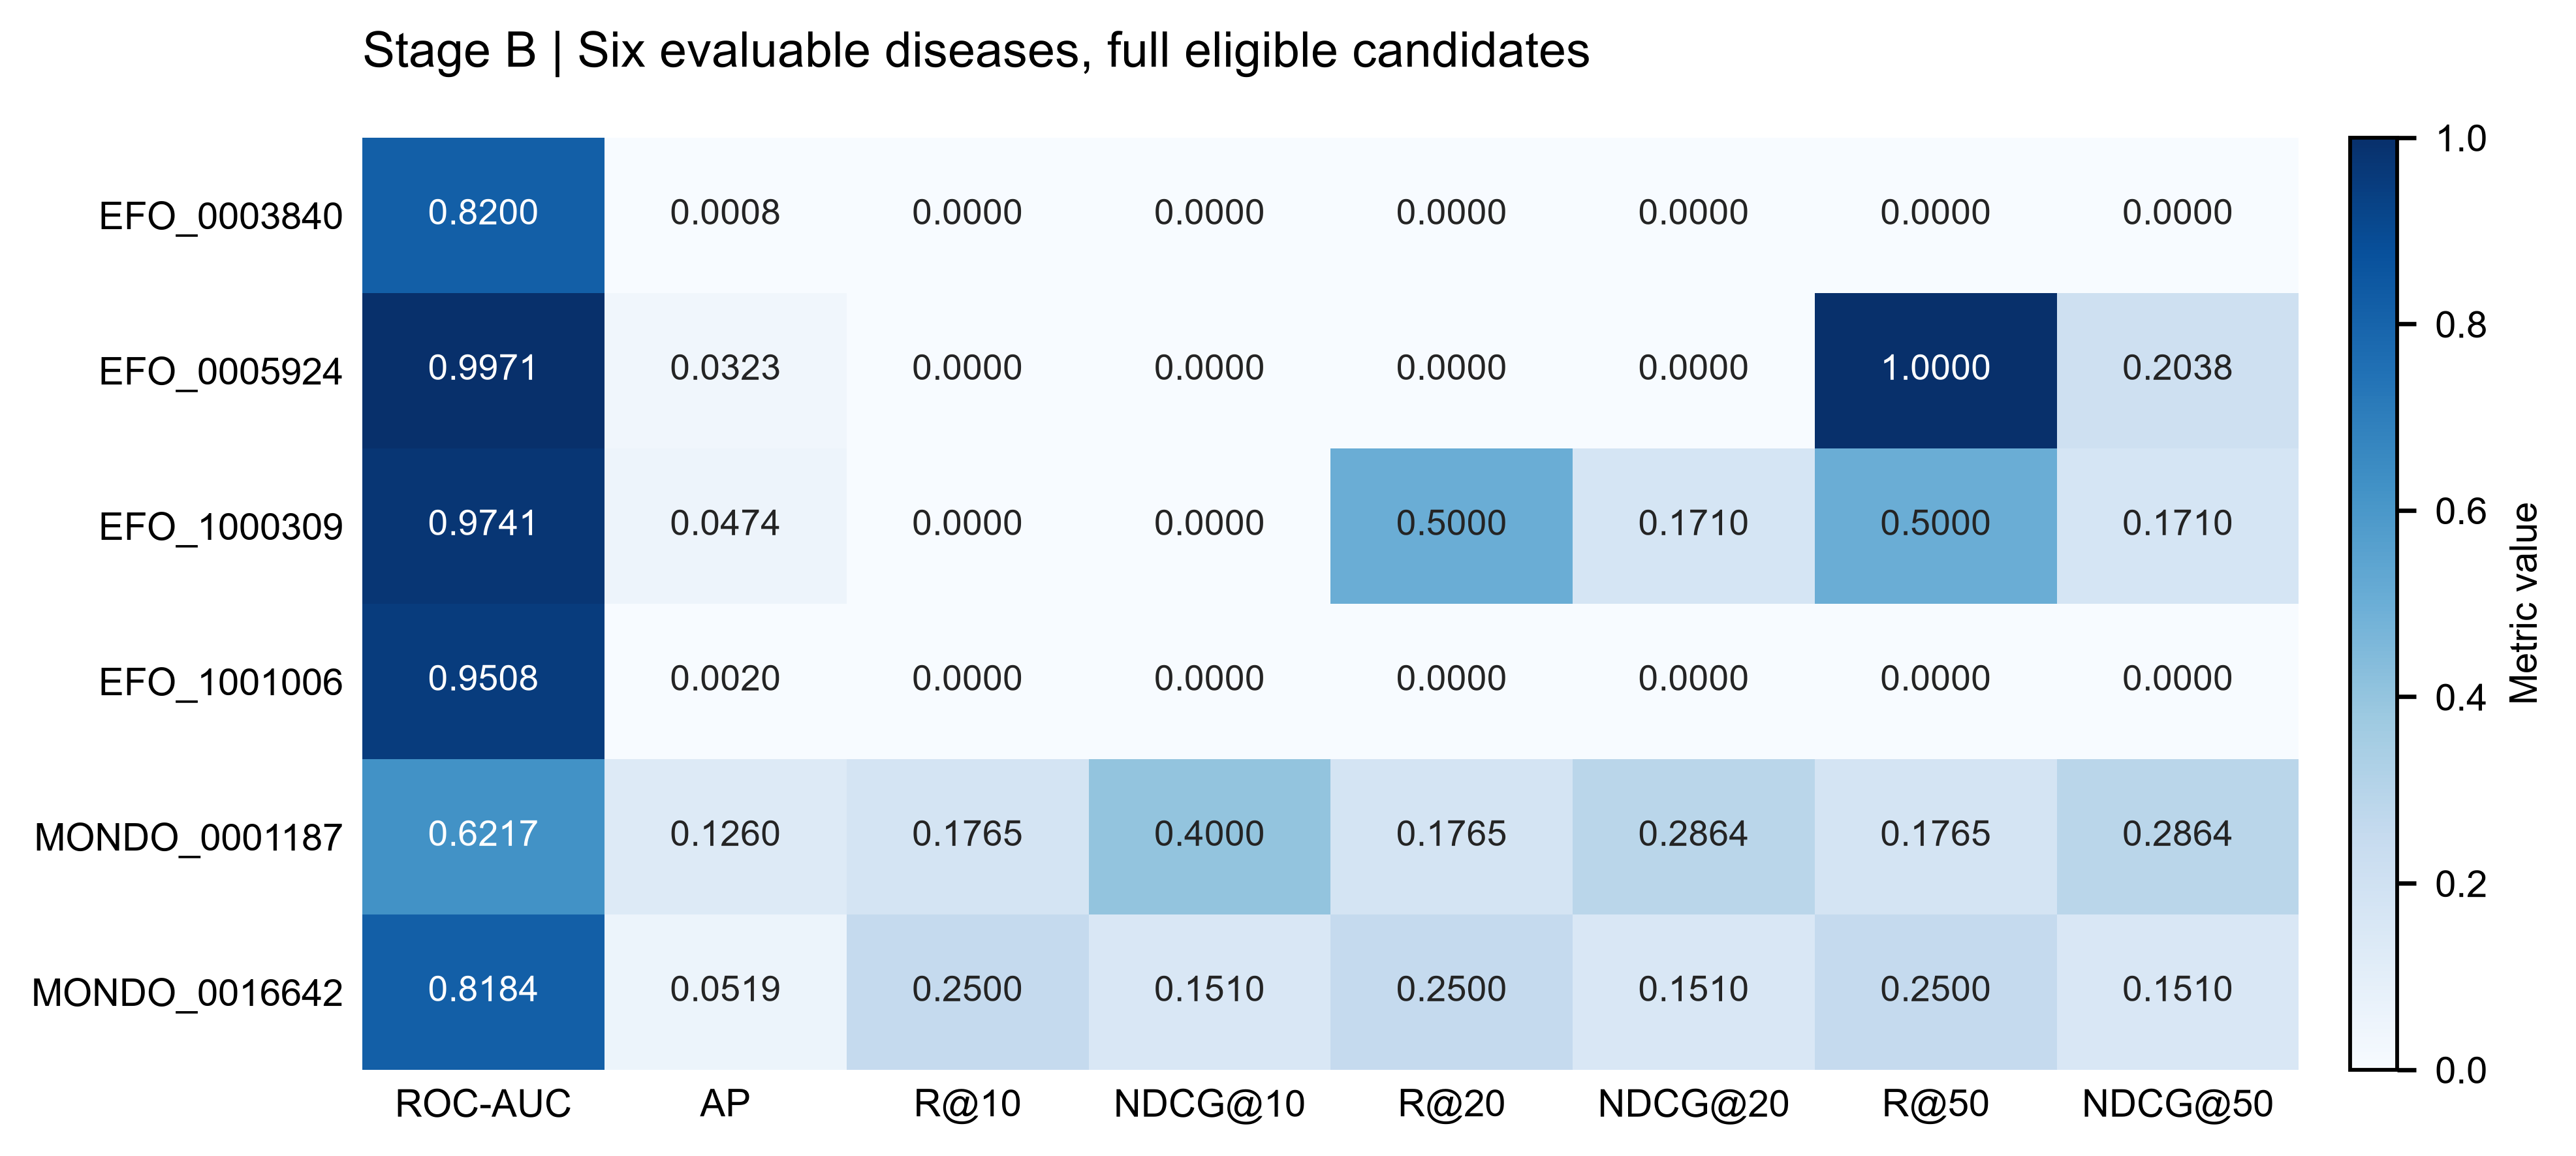 Stage B | Six evaluable diseases, full eligible candidates
EFO_0003840 0.8200 0.0008 0.0000 0.0000 0.0000 0.0000 0.0000 0.0000
EFO_0005924 0.9971 0.0323 0.0000 0.0000 0.0000 0.0000 1.0000 0.2038
EFO_1000309 0.9741 0.0474 0.0000 0.0000 0.5000 0.1710 0.5000 0.1710
EFO_1001006 0.9508 0.0020 0.0000 0.0000 0.0000 0.0000 0.0000 0.0000
MONDO_0001187 0.6217 0.1260 0.1765 0.4000 0.1765 0.2864 0.1765 0.2864
MONDO_0016642 0.8184 0.0519 0.2500 0.1510 0.2500 0.1510 0.2500 0.1510
ROC-AUC AP R@10 NDCG@10 R@20 NDCG@20 R@50 NDCG@50
1.0
0.8
0.6
0.4
0.2
0.0
Metric value